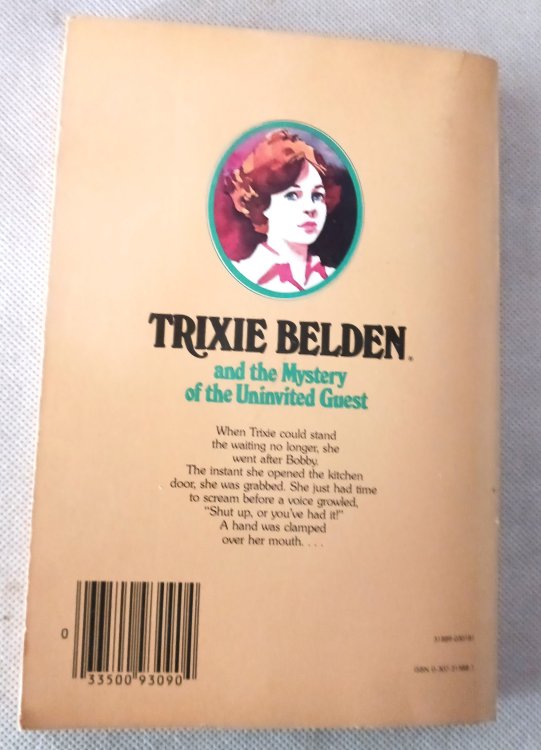 TRIXIE BELDEN
and the Mystery
of the Uninvited Guest
When Trixie could stand
the waiting no longer, she
went after Bobby.
The instant she opened the kitchen
door, she was grabbed. She just had time
to scream before a voice growled,
"Shut up, or you've had it!"
A hand was clamped
over her mouth. . . .
0
33500 93090
ISBN